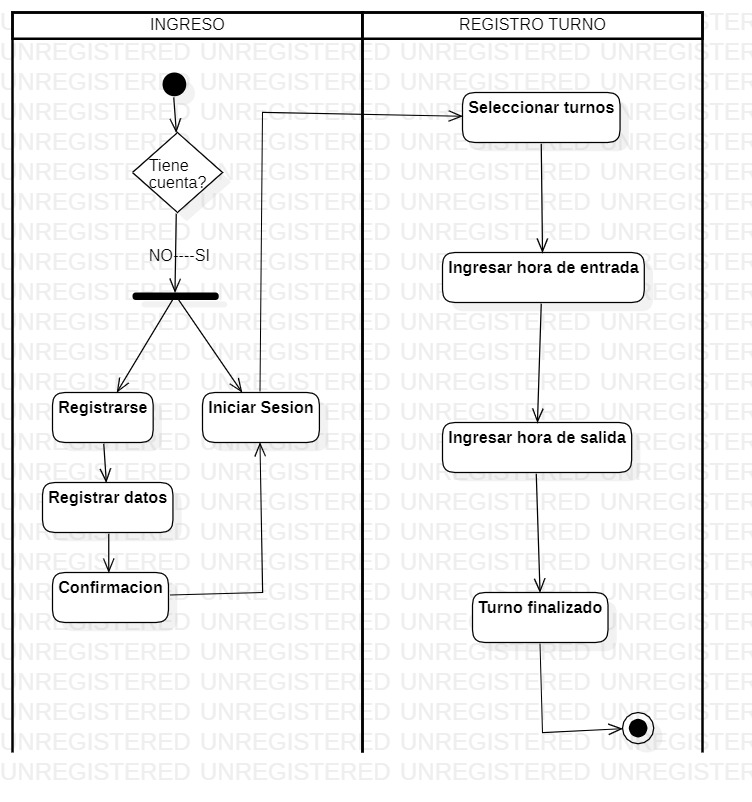 INGRESO
REGISTRO TURNO
Tiene
cuenta?
NO----SI
Registrarse
Iniciar Sesion
Registrar datos
Confirmacion
Seleccionar turnos
Ingresar hora de entrada
Ingresar hora de salida
Turno finalizado
UNREGISTERED UNREGISTERED UNREGISTERED UNREGISTERED